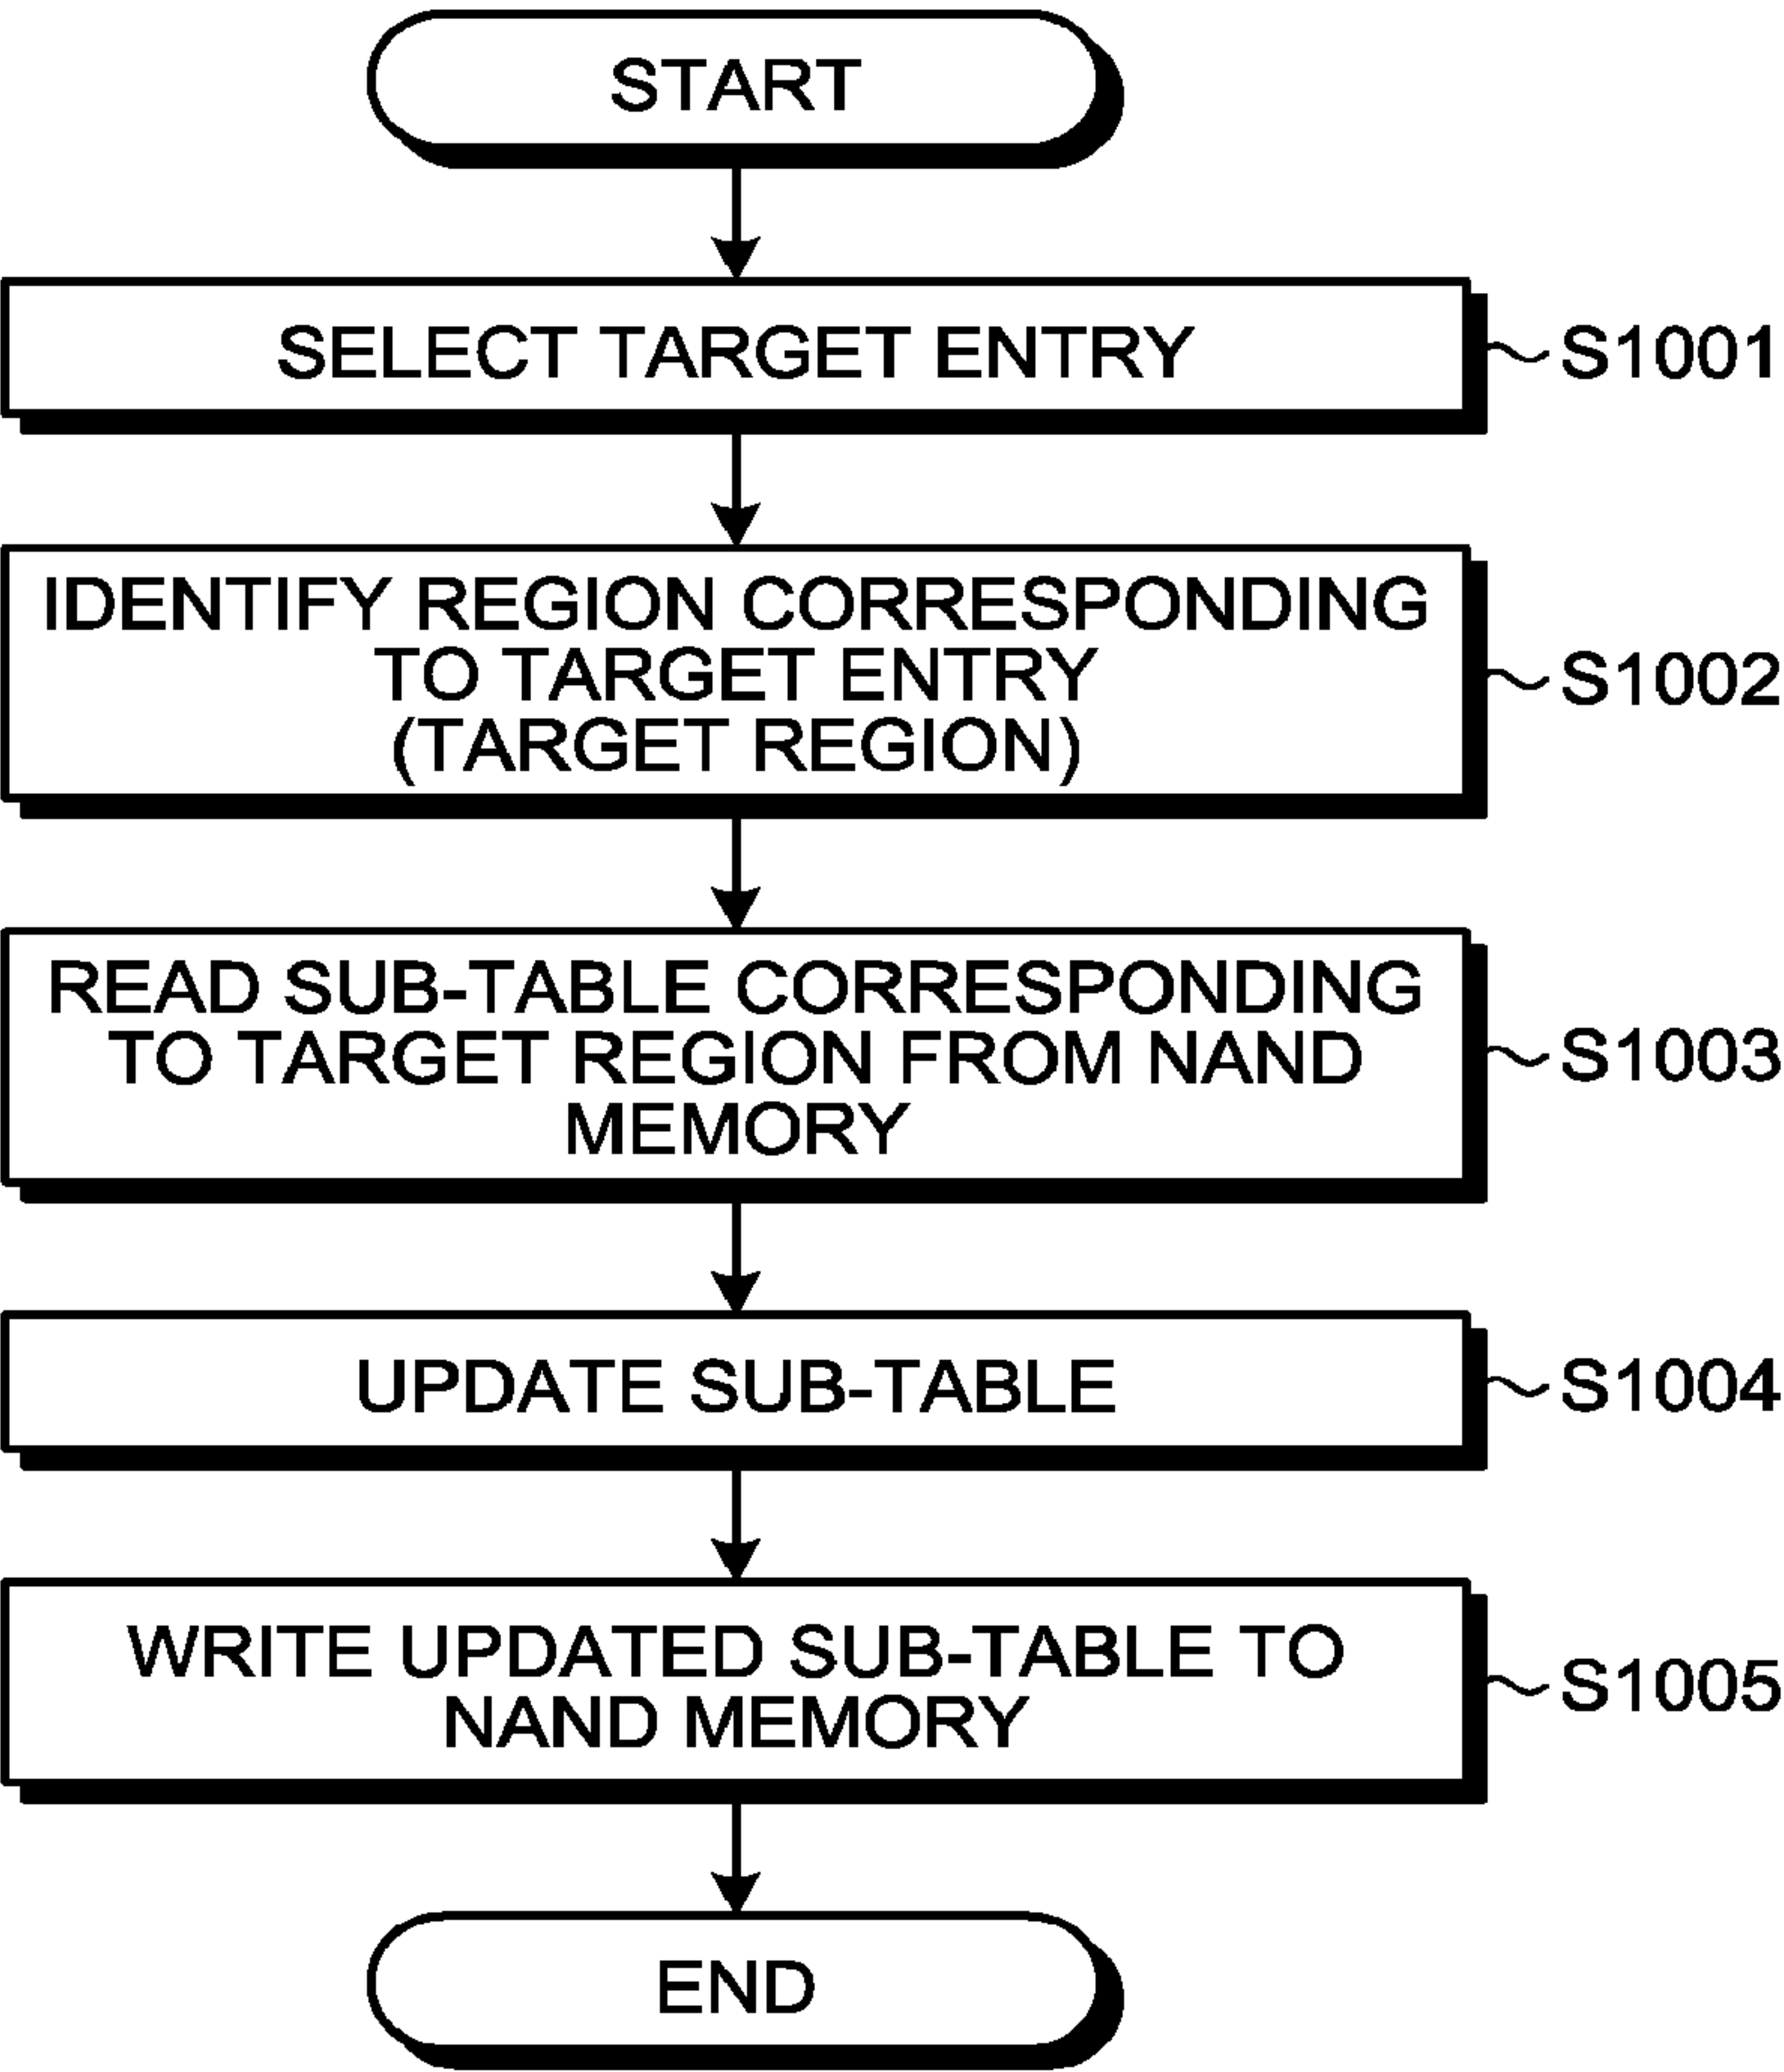 START
SELECT TARGET ENTRY
S1001
IDENTIFY REGION CORRESPONDING
TO TARGET ENTRY
(TARGET REGION)
S1002
READ SUB-TABLE CORRESPONDING
TO TARGET REGION FROM NAND
MEMORY
S1003
UPDATE SUB-TABLE
S1004
WRITE UPDATED SUB-TABLE TO
NAND MEMORY
S1005
END